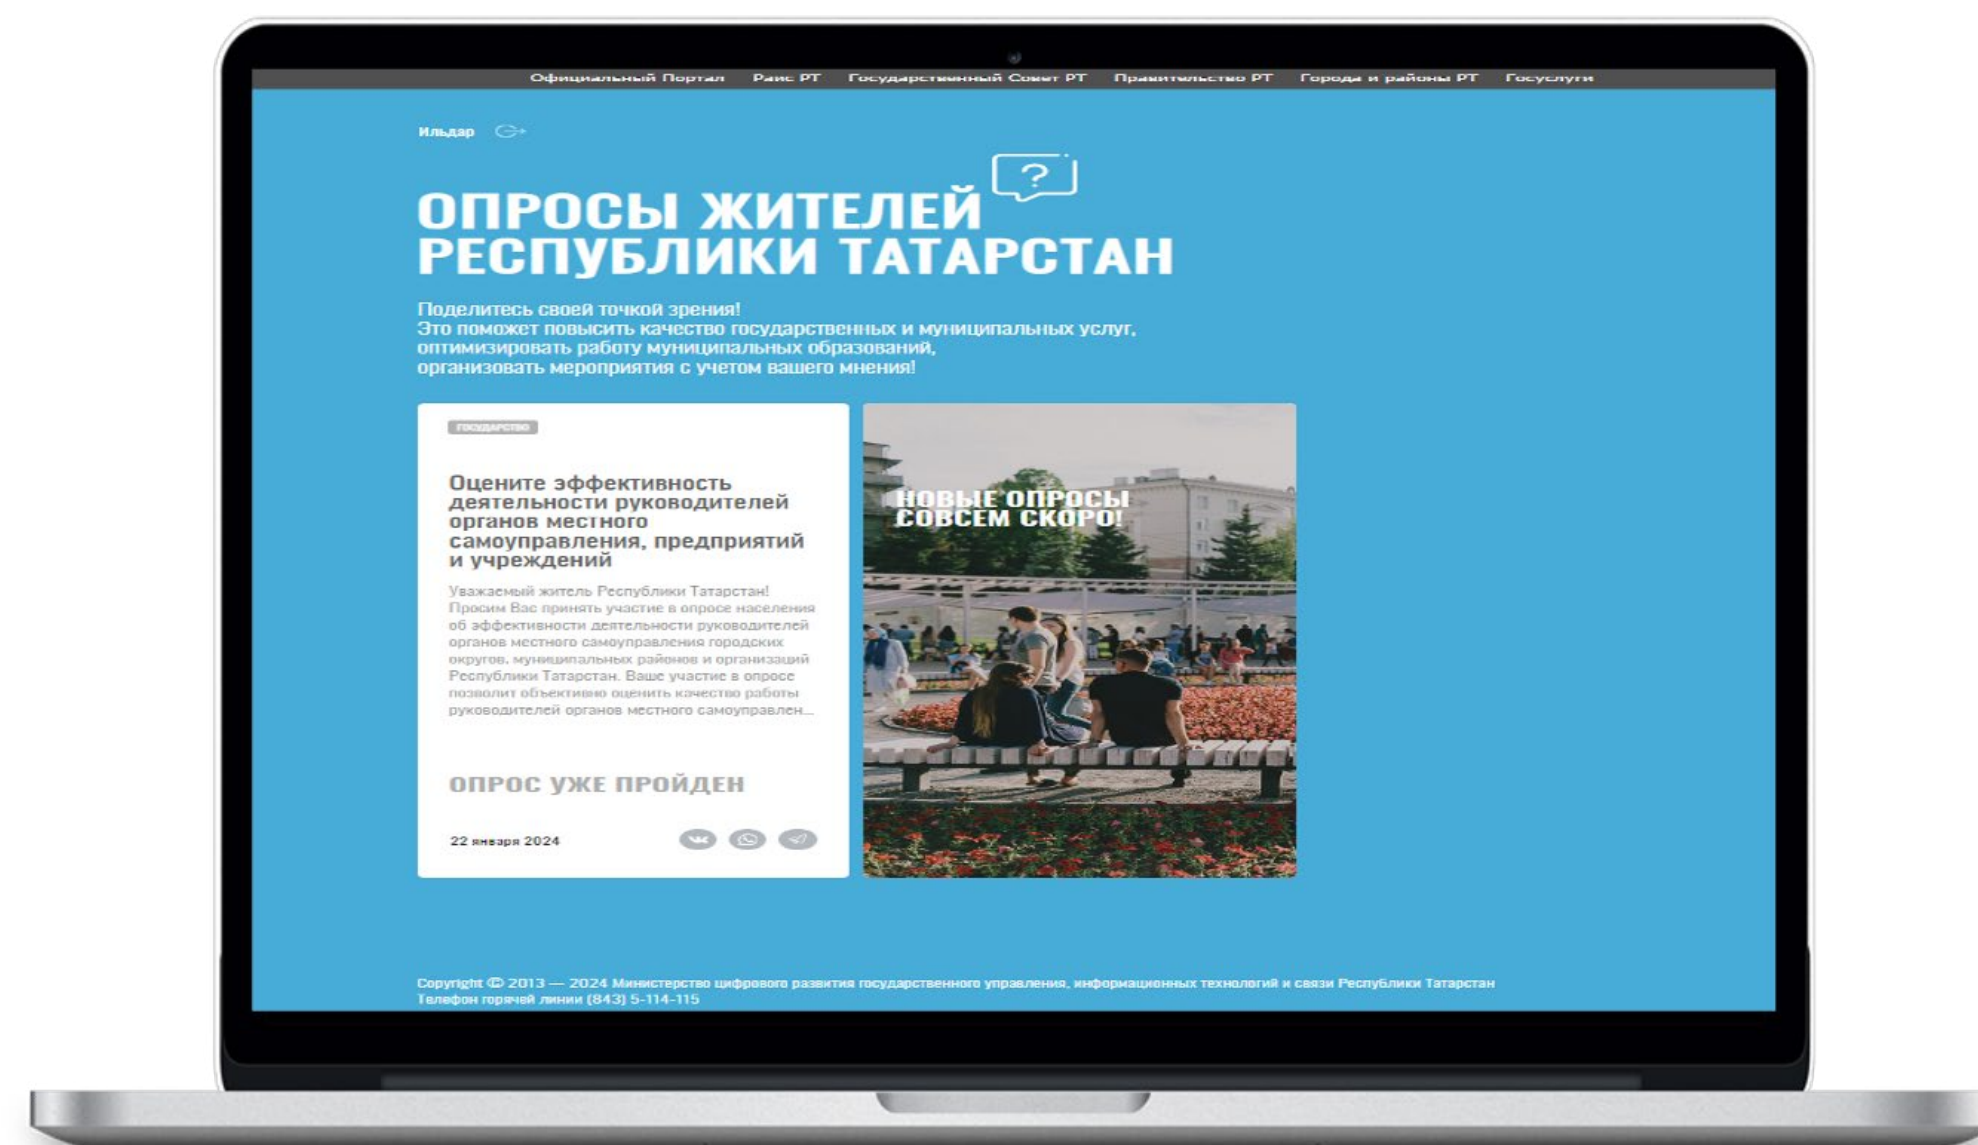 Официальный Портал Раис РТ Государственный Совет РТ Правительство РТ Города и районы РТ Госуслуги
Ильдар
ОПРОСЫ ЖИТЕЛЕЙ
РЕСПУБЛИКИ ТАТАРСТАН
Поделитесь своей точкой зрения!
Это поможет повысить качество государственных и муниципальных услуг,
оптимизировать работу муниципальных образований,
организовать мероприятия с учетом вашего мнения!
ГОСУДАРСТВО
Оцените эффективность
деятельности руководителей
органов местного
самоуправления, предприятий
и учреждений
Уважаемый житель Республики Татарстан!
Просим Вас принять участие в опросе населения
об эффективности деятельности руководителей
органов местного самоуправления городских
округов, муниципальных районов и организаций
Республики Татарстан. Ваше участие в опросе
позволит объективно оценить качество работы
руководителей органов местного самоуправлен...
ОПРОС УЖЕ ПРОЙДЕН
22 января 2024
НОВЫЕ ОПРОСЫ
СОВСЕМ СКОРО!
Copyright © 2013 — 2024 Министерство цифрового развития государственного управления, информационных технологий и связи Республики Татарстан
Телефон горячей линии (843) 5-114-115